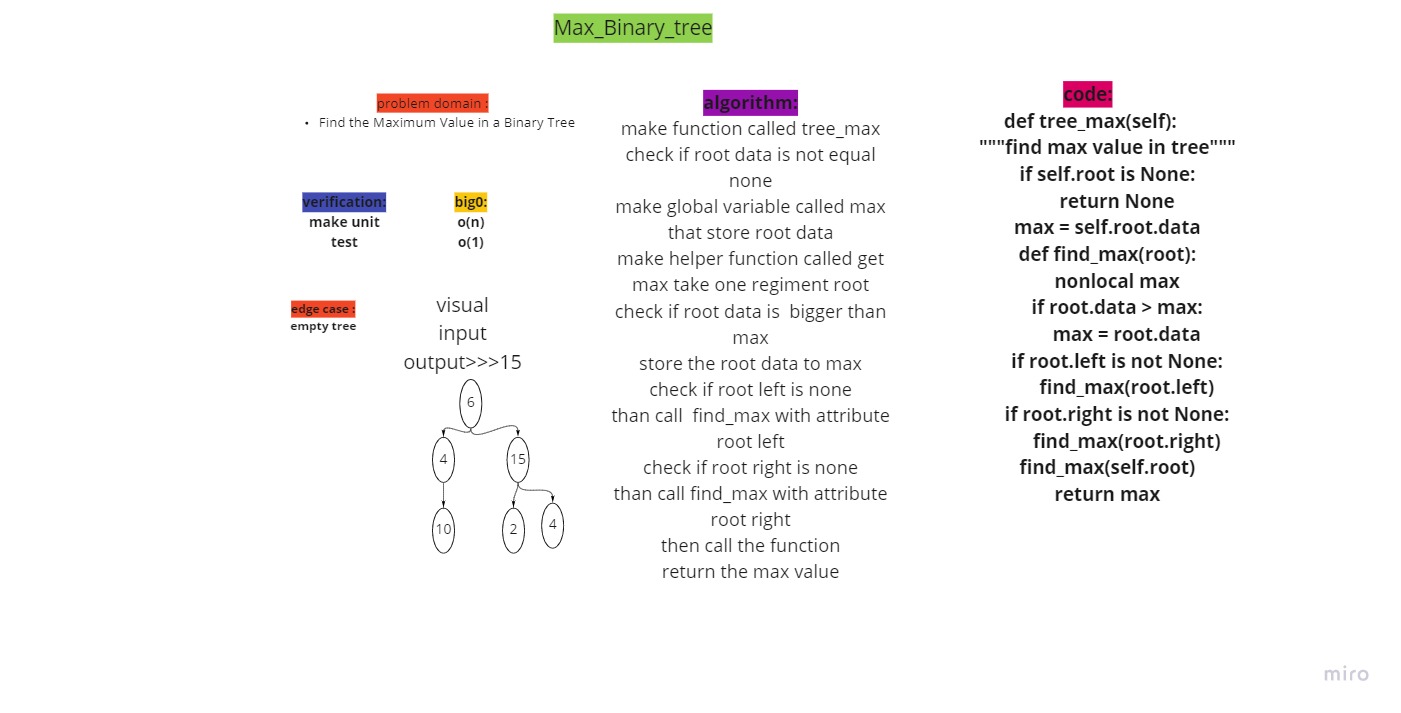 Max_Binary_tree
problem domain :
• Find the Maximum Value in a Binary Tree
verification:
make unit
test
big0:
o(n)
o(1)
edge case :
empty tree
visual
input
output>>>15
6
4
15
10
2
4
algorithm:
make function called tree_max
check if root data is not equal
none
make global variable called max
that store root data
make helper function called get
max take one regiment root
check if root data is  bigger than
max
store the root data to max
check if root left is none
than call  find_max with attribute
root left
check if root right is none
than call find_max with attribute
root right
then call the function
return the max value
code:
def tree_max(self):
"""find max value in tree"""
if self.root is None:
return None
max = self.root.data
def find_max(root):
nonlocal max
if root.data > max:
max = root.data
if root.left is not None:
find_max(root.left)
if root.right is not None:
find_max(root.right)
find_max(self.root)
return max
miro